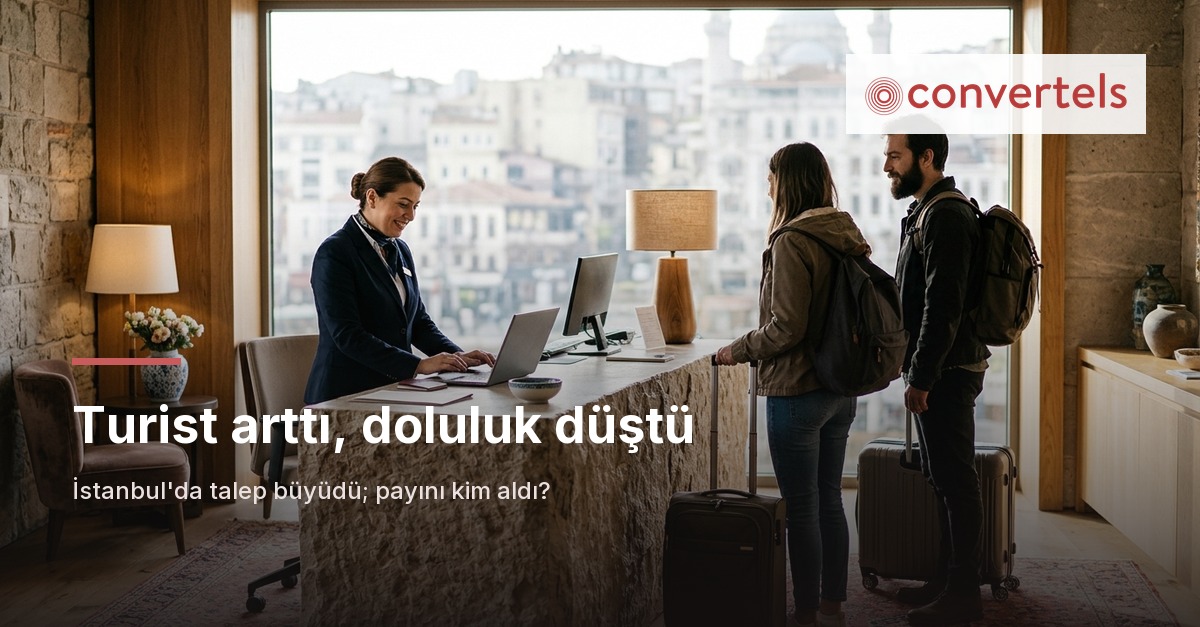 convertels
Turist arttı, doluluk düştü
İstanbul'da talep büyüdü; payını kim aldı?